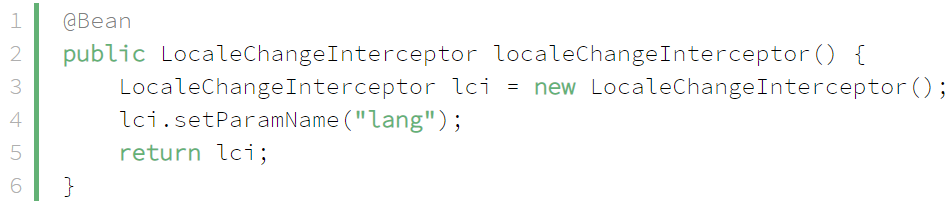 1 @Bean
2 public LocaleChangeInterceptor localeChangeInterceptor() {
3     LocaleChangeInterceptor lci = new LocaleChangeInterceptor();
4     lci.setParamName("lang");
5     return lci;
6 }